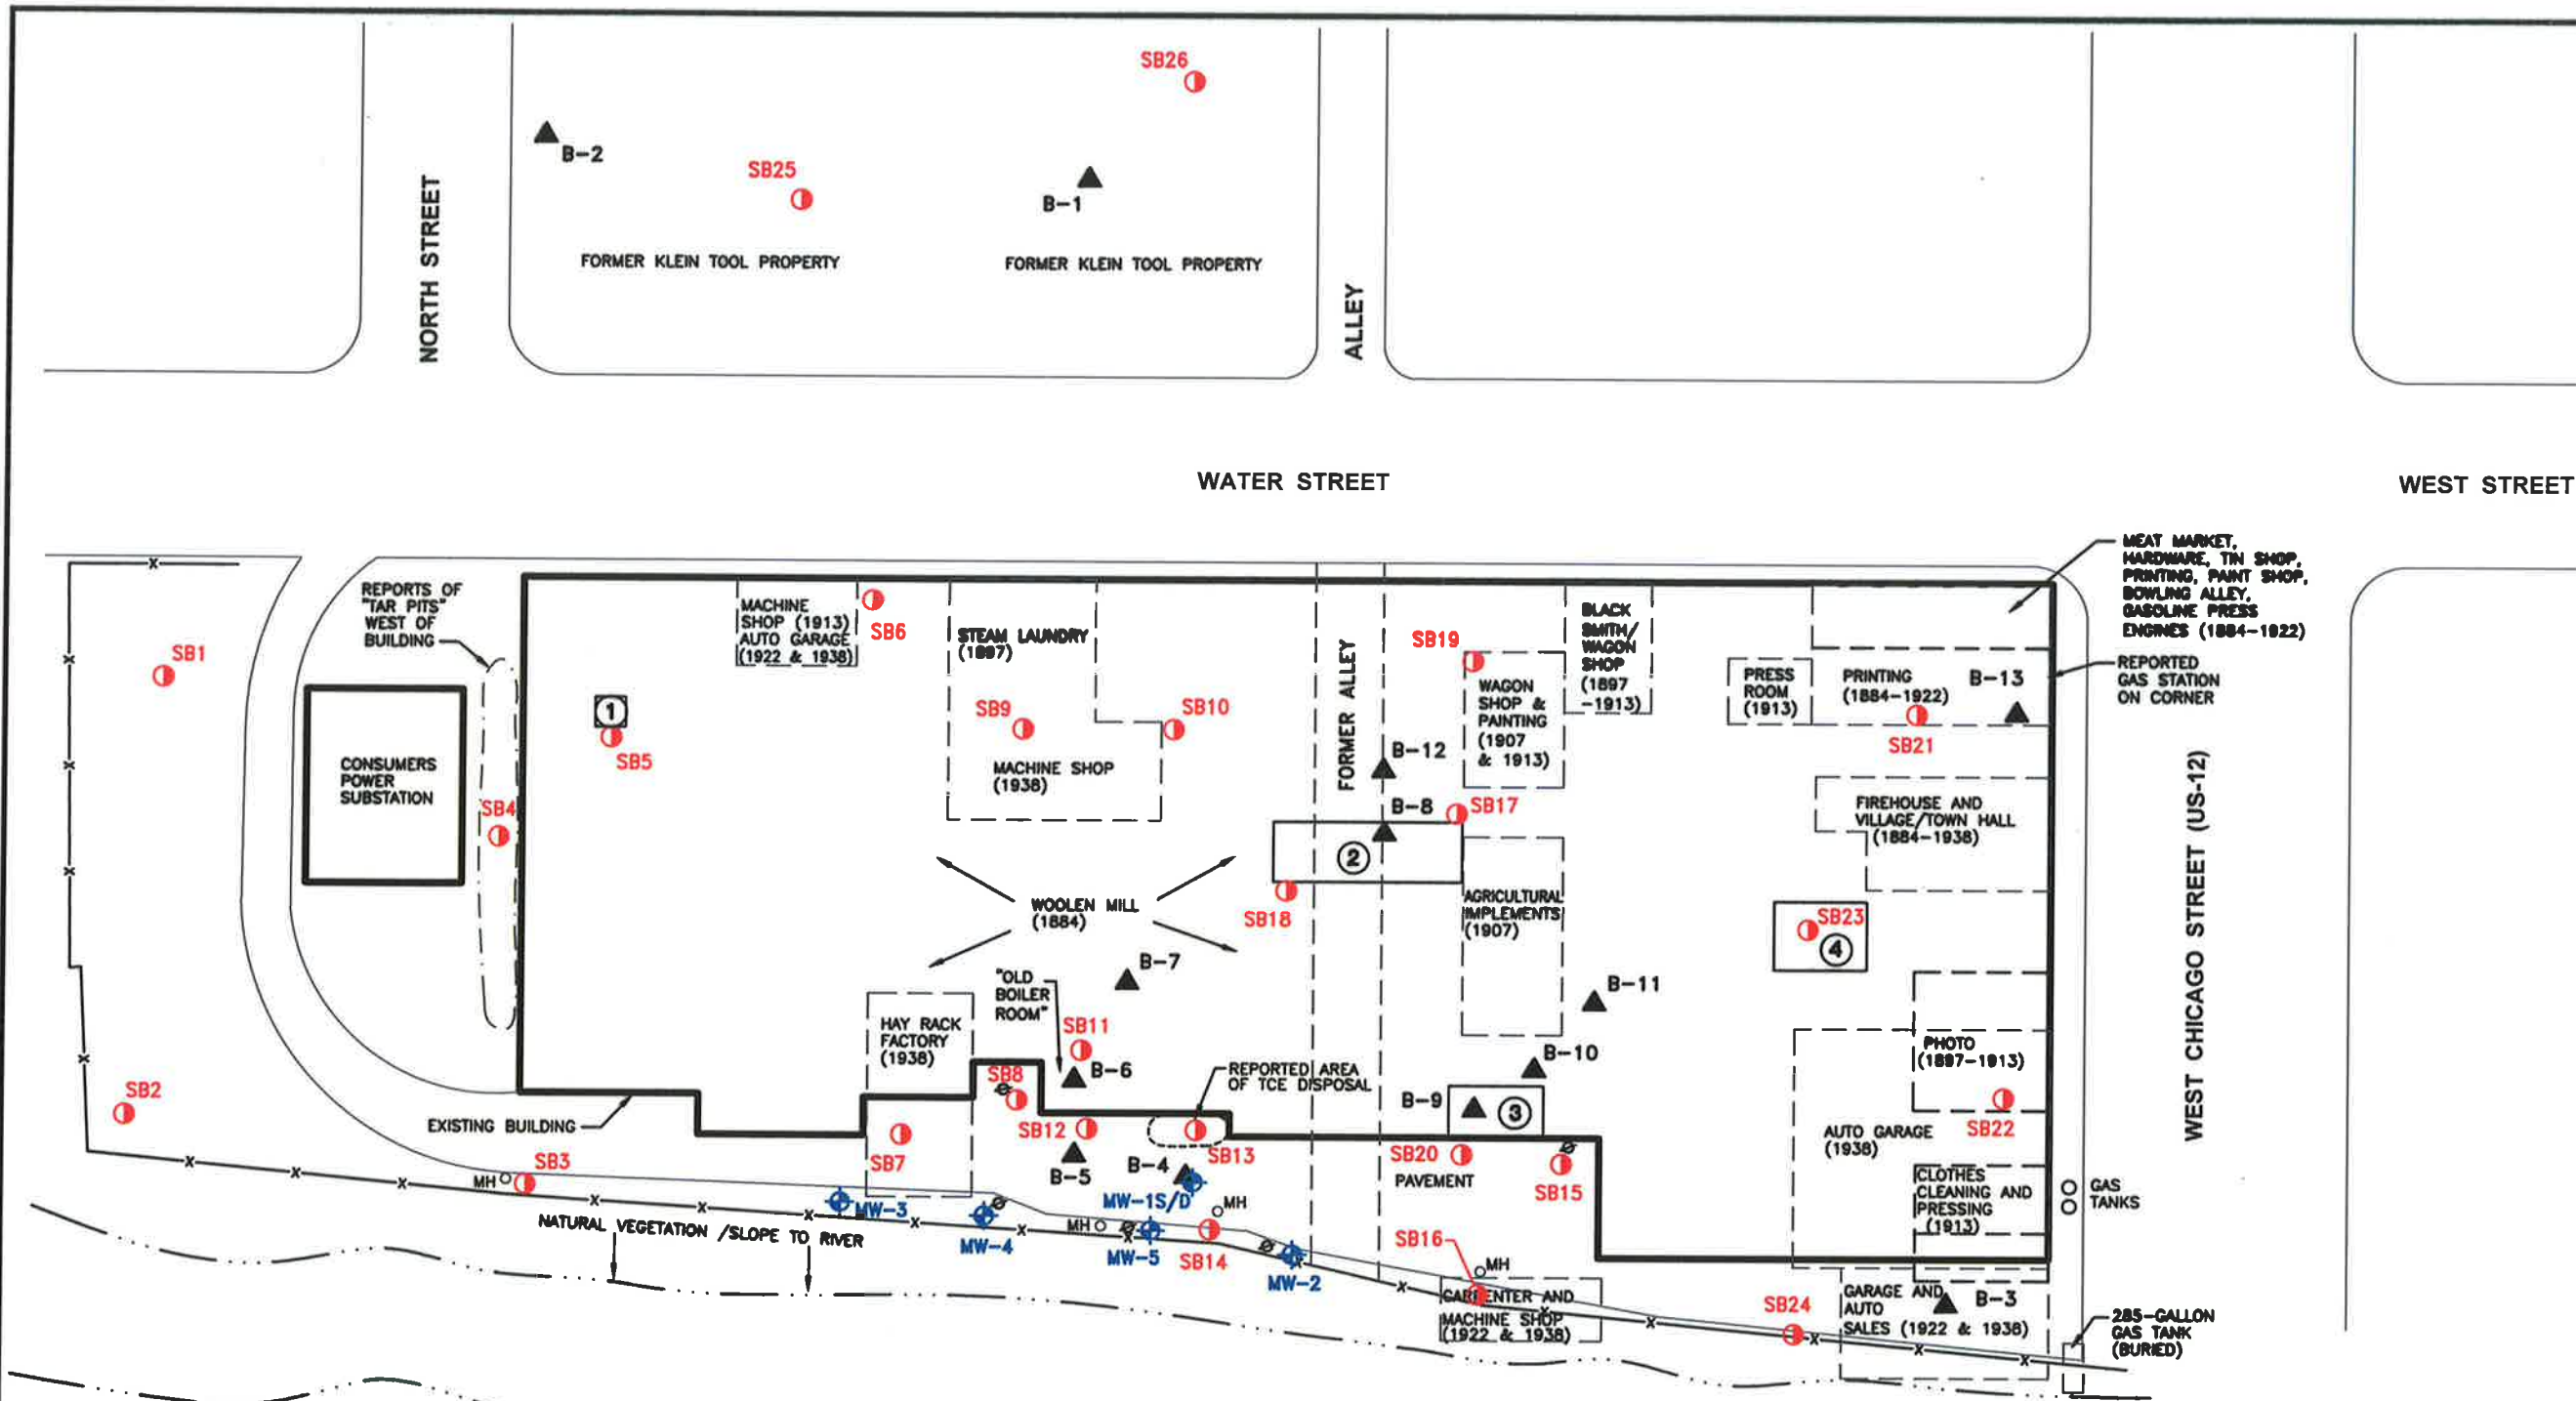 SB26
B-2
SB25
B-1
FORMER KLEIN TOOL PROPERTY
FORMER KLEIN TOOL PROPERTY
NORTH STREET
ALLEY
WATER STREET
WEST STREET
REPORTS OF
"TAR PITS"
WEST OF
BUILDING
SB1
CONSUMERS
POWER
SUBSTATION
SB4
SB2
1
SB5
MACHINE
SHOP (1913)
AUTO GARAGE
(1922 & 1938)
SB6
STEAM LAUNDRY
(1897)
SB9
SB10
MACHINE SHOP
(1938)
FORMER ALLEY
B-12
B-8
SB17
2
SB18
SB19
WAGON
SHOP &
PAINTING
(1907
& 1913)
BLACK
SMITH/
WAGON
SHOP
(1897
-1913)
PRESS
ROOM
(1913)
PRINTING
(1884-1922)
B-13
SB21
MEAT MARKET,
HARDWARE, TIN SHOP,
PRINTING, PAINT SHOP,
BOWLING ALLEY,
GASOLINE PRESS
ENGINES (1884-1922)
REPORTED
GAS STATION
ON CORNER
FIREHOUSE AND
VILLAGE/TOWN HALL
(1884-1938)
WEST CHICAGO STREET (US-12)
WOOLEN MILL
(1884)
AGRICULTURAL
IMPLEMENTS
(1907)
SB23
4
B-7
B-11
"OLD
BOILER
ROOM"
HAY RACK
FACTORY
(1938)
SB11
B-6
SB8
REPORTED AREA
OF TCE DISPOSAL
B-10
B-9
3
PHOTO
(1897-1913)
SB22
AUTO GARAGE
(1938)
EXISTING BUILDING
SB12
SB13
SB7
B-5
B-4
SB20
PAVEMENT
SB15
SB3
MH
MW-3
MW-1S/D
MH
CLOTHES
CLEANING AND
PRESSING
(1913)
GAS
TANKS
NATURAL VEGETATION /SLOPE TO RIVER
MW-4
MH
MW-5
SB14
MW-2
SB16
MH
CARPENTER AND
MACHINE SHOP
(1922 & 1938)
SB24
GARAGE AND
AUTO
SALES (1922 & 1938)
B-3
285-GALLON
GAS TANK
(BURIED)